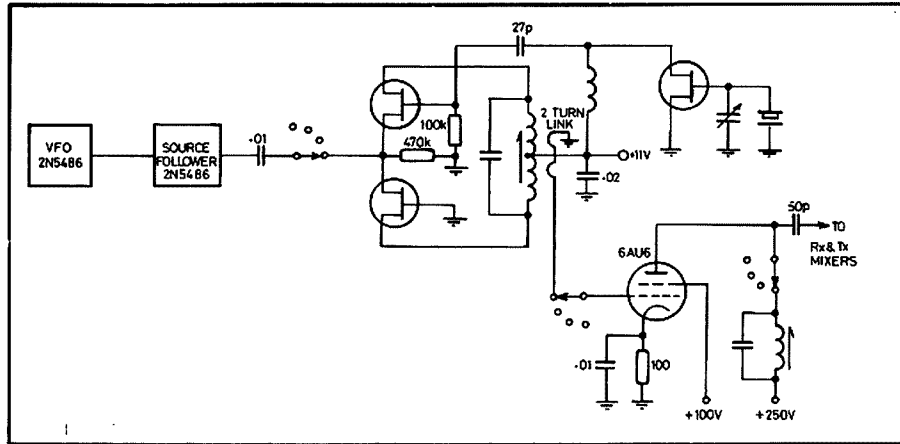 27p
2 TURN
LINK
VFO
2N5486
SOURCE
FOLLOWER
2N5486
.01
100k
470k
+11V
.02
50p
TO
Rx & Tx
MIXERS
6AU6
.01
100
+100V
+250V